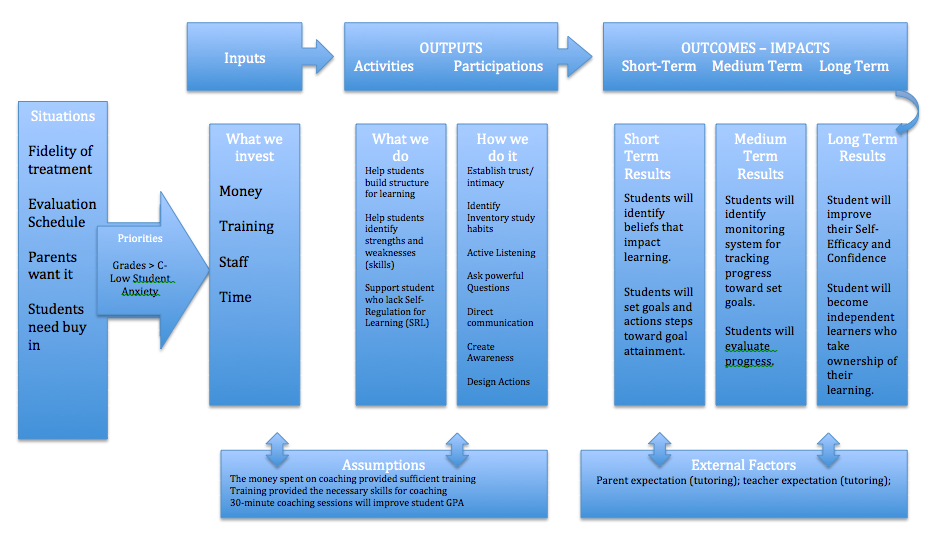 Inputs
OUTPUTS
Activities Participations
OUTCOMES – IMPACTS
Short-Term Medium Term Long Term
Situations
Fidelity of
treatment
Evaluation
Schedule
Parents
want it
Students
need buy
in
Priorities
Grades > C-
Low Student
Anxiety.
What we
invest
Money
Training
Staff
Time
What we
do
Help students
build structure
for learning
Help students
identify
strengths and
weaknesses
(skills)
Support student
who lack Self-
Regulation for
Learning (SRL)
How we
do it
Establish trust/
intimacy
Identify
Inventory study
habits
Active Listening
Ask powerful
Questions
Direct
communication
Create
Awareness
Design Actions
Short
Term
Results
Students will
identify
beliefs that
impact
learning.
Students will
set goals and
actions steps
toward goal
attainment.
Medium
Term
Results
Students will
identify
monitoring
system for
tracking
progress
toward set
goals.
Students will
evaluate
progress.
Long Term
Results
Student will
improve
their Self-
Efficacy and
Confidence
Student will
become
independent
learners who
take
ownership of
their
learning.
Assumptions
The money spent on coaching provided sufficient training
Training provided the necessary skills for coaching
30-minute coaching sessions will improve student GPA
External Factors
Parent expectation (tutoring); teacher expectation (tutoring);